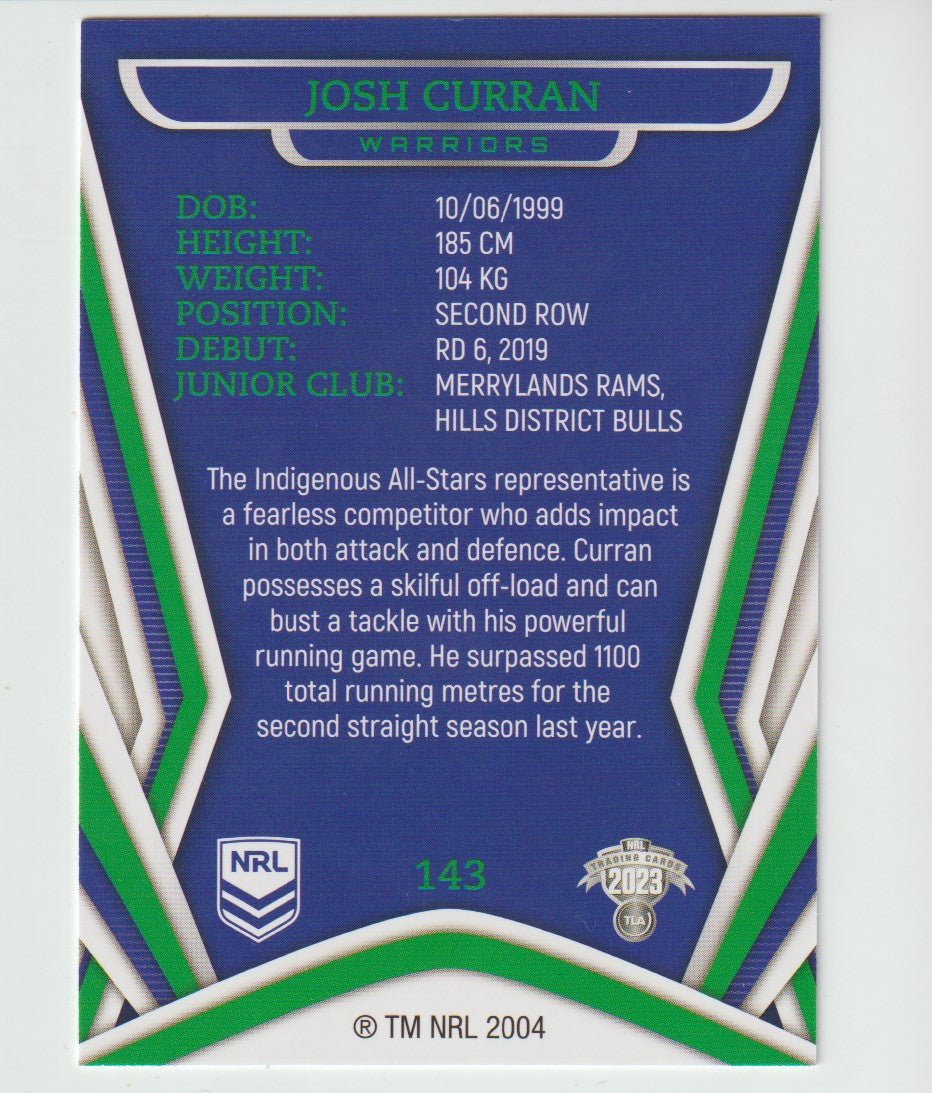 JOSH CURRAN
WARRIORS
DOB: 10/06/1999
HEIGHT: 185 CM
WEIGHT: 104 KG
POSITION: SECOND ROW
DEBUT: RD 6, 2019
JUNIOR CLUB: MERRYLANDS RAMS,
HILLS DISTRICT BULLS
The Indigenous All-Stars representative is
a fearless competitor who adds impact
in both attack and defence. Curran
possesses a skilful off-load and can
bust a tackle with his powerful
running game. He surpassed 1100
total running metres for the
second straight season last year.
NRL
143
NRL
TRADING CARDS
2023
TLA
® TM NRL 2004